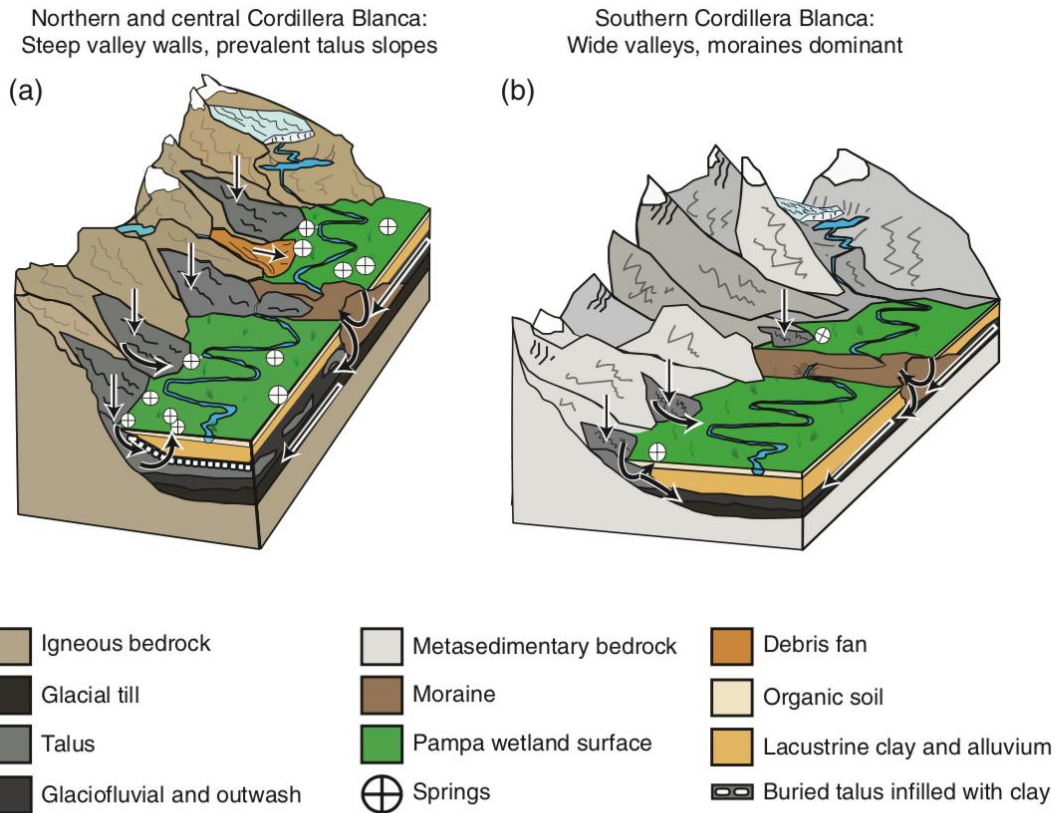 Northern and central Cordillera Blanca:
Steep valley walls, prevalent talus slopes
Southern Cordillera Blanca:
Wide valleys, moraines dominant
(a)
(b)
Igneous bedrock
Glacial till
Talus
Glaciofluvial and outwash
Metasedimentary bedrock
Moraine
Pampa wetland surface
Springs
Debris fan
Organic soil
Lacustrine clay and alluvium
Buried talus infilled with clay